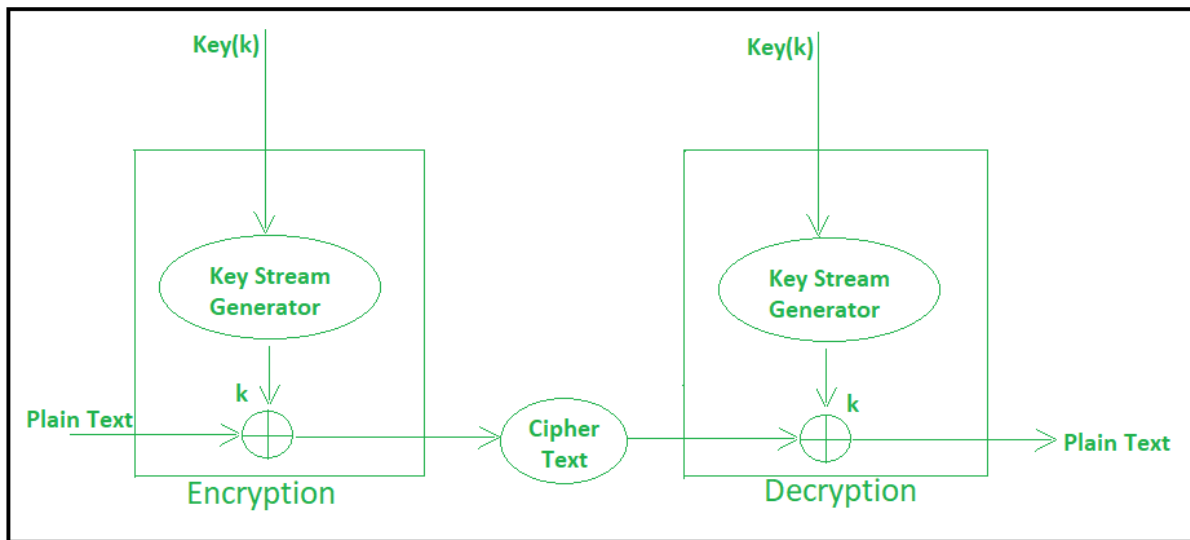 Key(k)
Key(k)
Key Stream
Generator
Key Stream
Generator
k
k
Plain Text
Cipher
Text
Plain Text
Encryption
Decryption